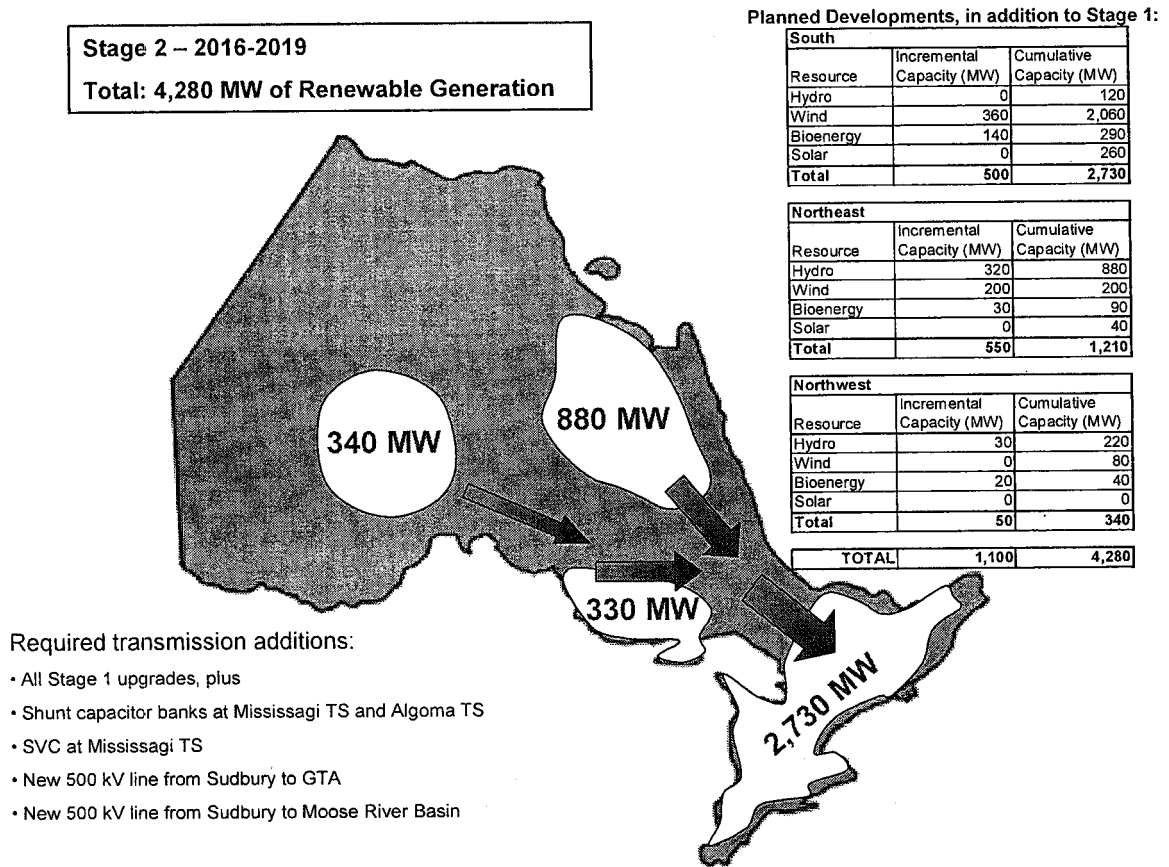 Stage 2 – 2016-2019
Total: 4,280 MW of Renewable Generation
Planned Developments, in addition to Stage 1:
South
Resource Incremental Capacity (MW) Cumulative Capacity (MW)
Hydro 0 120
Wind 360 2,060
Bioenergy 140 290
Solar 0 260
Total 500 2,730
Northeast
Resource Incremental Capacity (MW) Cumulative Capacity (MW)
Hydro 320 880
Wind 200 200
Bioenergy 30 90
Solar 0 40
Total 550 1,210
Northwest
Resource Incremental Capacity (MW) Cumulative Capacity (MW)
Hydro 30 220
Wind 0 80
Bioenergy 20 40
Solar 0 0
Total 50 340
TOTAL 1,100 4,280
340 MW
880 MW
330 MW
2,730 MW
Required transmission additions:
• All Stage 1 upgrades, plus
• Shunt capacitor banks at Mississagi TS and Algoma TS
• SVC at Mississagi TS
• New 500 kV line from Sudbury to GTA
• New 500 kV line from Sudbury to Moose River Basin